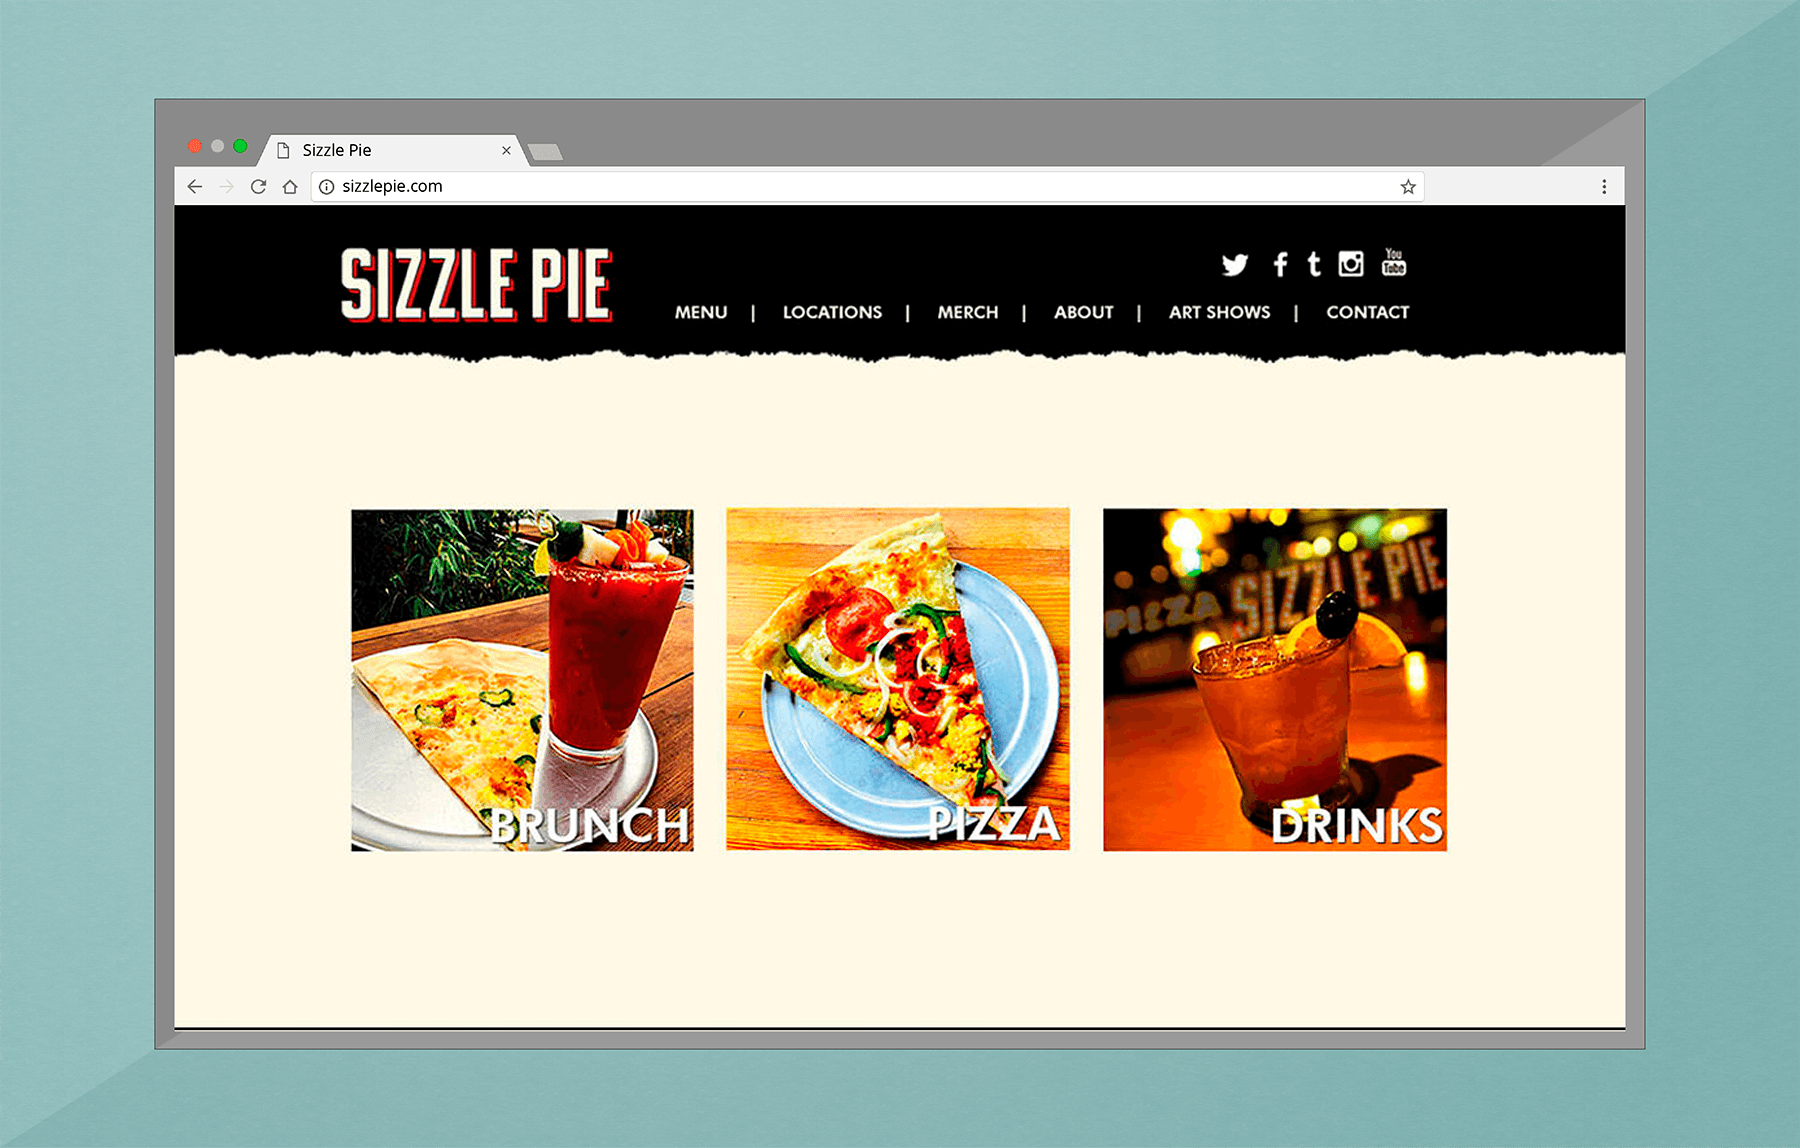 Sizzle Pie
sizzlepie.com
SIZZLE PIE
You Tube
MENU | LOCATIONS | MERCH | ABOUT | ART SHOWS | CONTACT
PIZZA SIZZLE PIE
BRUNCH
PIZZA
DRINKS